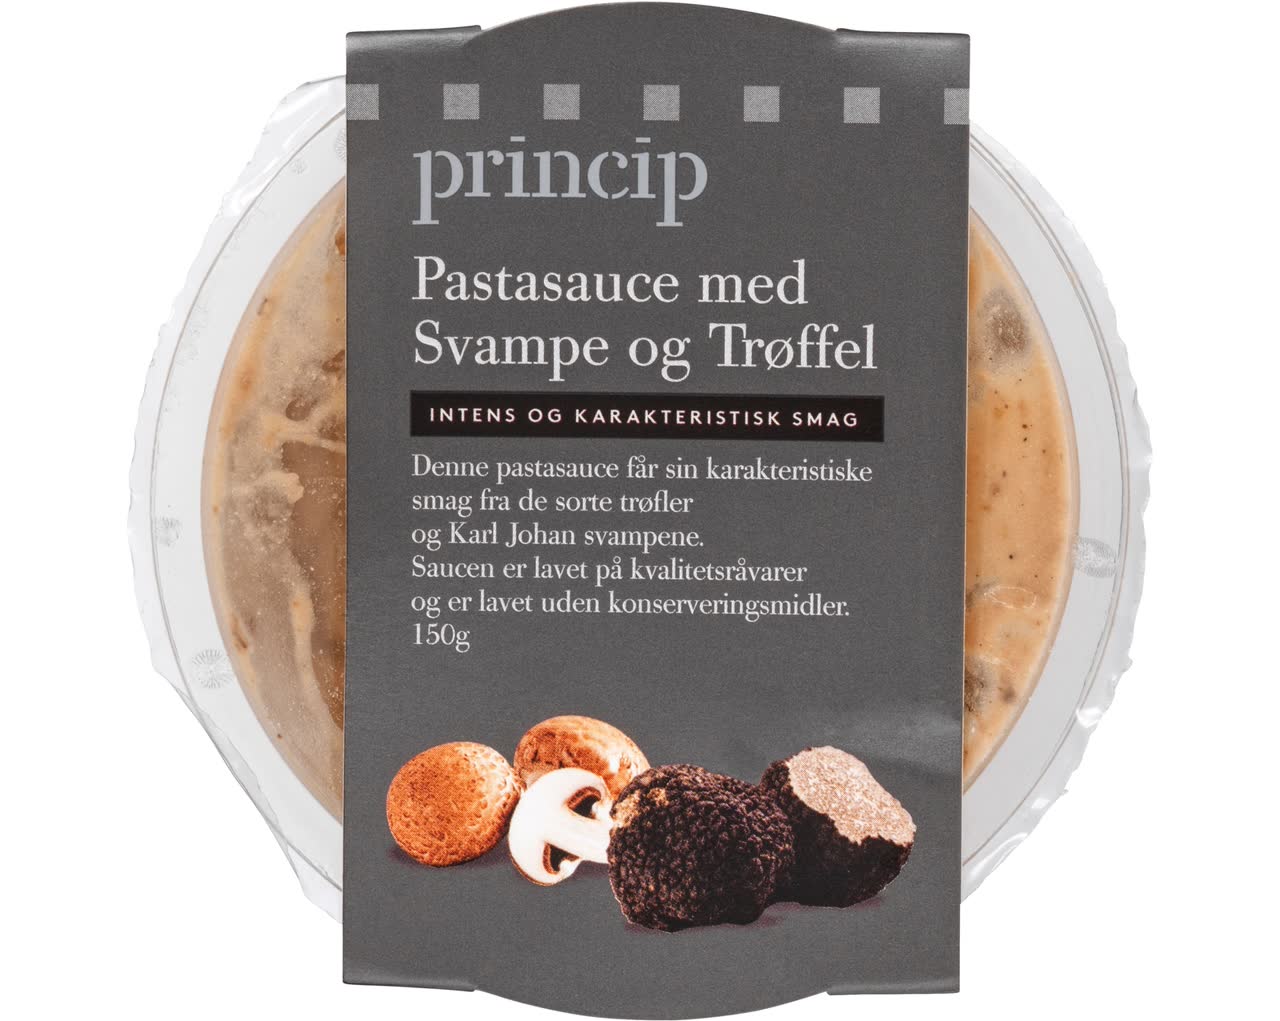 princip
Pastasauce med
Svampe og Trøffel
INTENS OG KARAKTERISTISK SMAG
Denne pastasauce får sin karakteristiske
smag fra de sorte trøfler
og Karl Johan svampene.
Saucen er lavet på kvalitetsråvarer
og er lavet uden konserveringsmidler.
150g